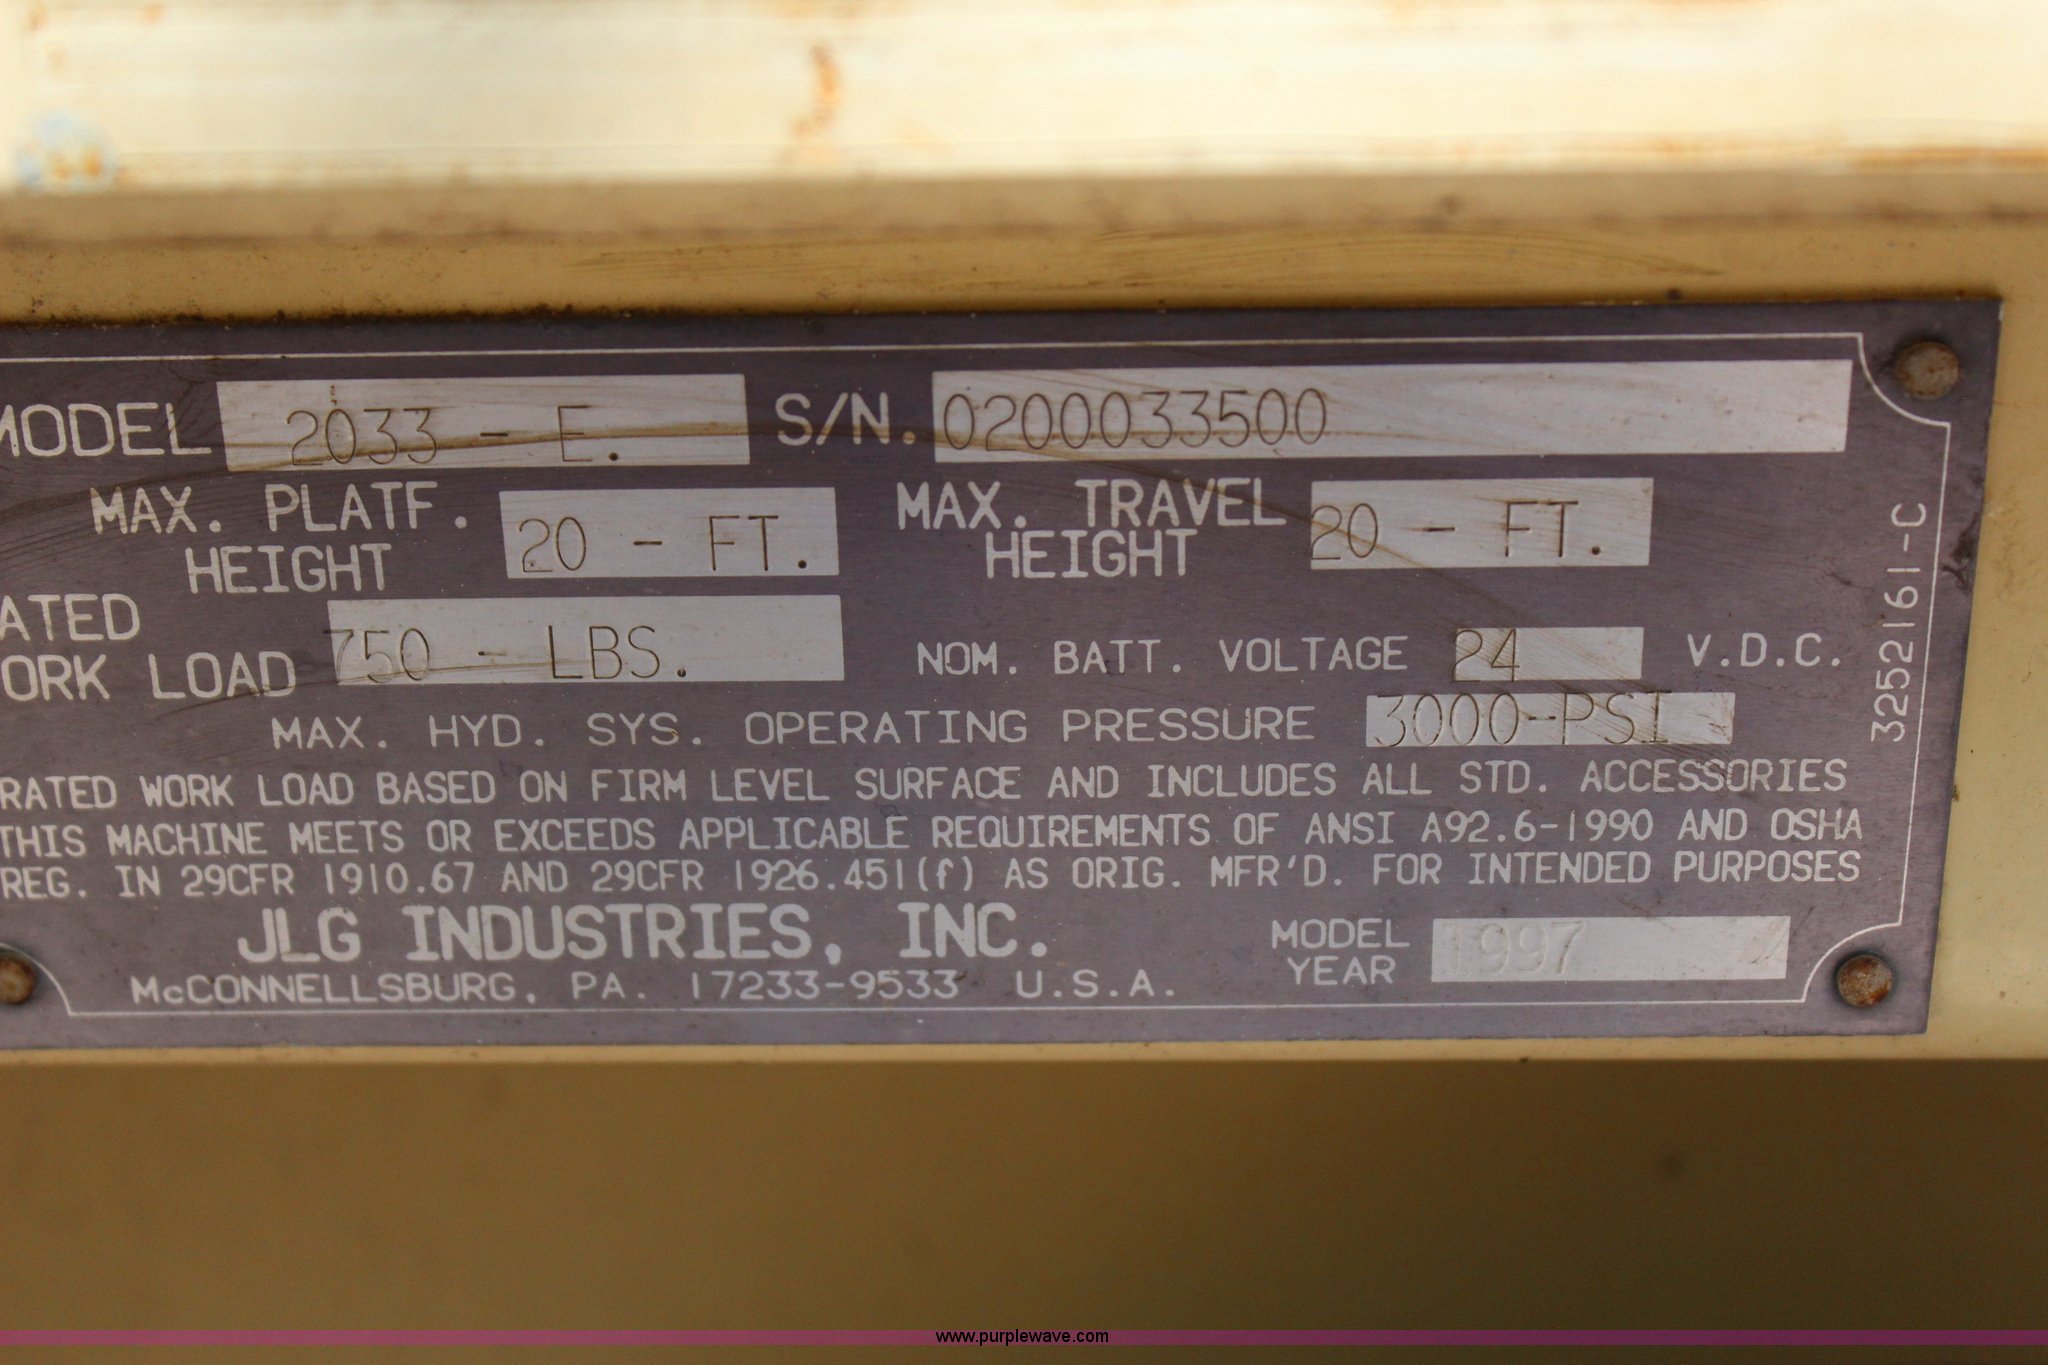 MODEL 2033 - E. S/N. 0200033500
MAX. PLATF. HEIGHT 20 - FT. MAX. TRAVEL HEIGHT 20 - FT.
ATED ORK LOAD 750 - LBS. NOM. BATT. VOLTAGE 24 V.D.C.
MAX. HYD. SYS. OPERATING PRESSURE 3000-PSI
RATED WORK LOAD BASED ON FIRM LEVEL SURFACE AND INCLUDES ALL STD. ACCESSORIES
THIS MACHINE MEETS OR EXCEEDS APPLICABLE REQUIREMENTS OF ANSI A92.6-1990 AND OSHA
REG. IN 29CFR 1910.67 AND 29CFR 1926.451(f) AS ORIG. MFR'D. FOR INTENDED PURPOSES
JLG INDUSTRIES, INC.
McCONNELLSBURG, PA. 17233-9533 U.S.A.
MODEL YEAR 1997
3252161-C
www.purplewave.com